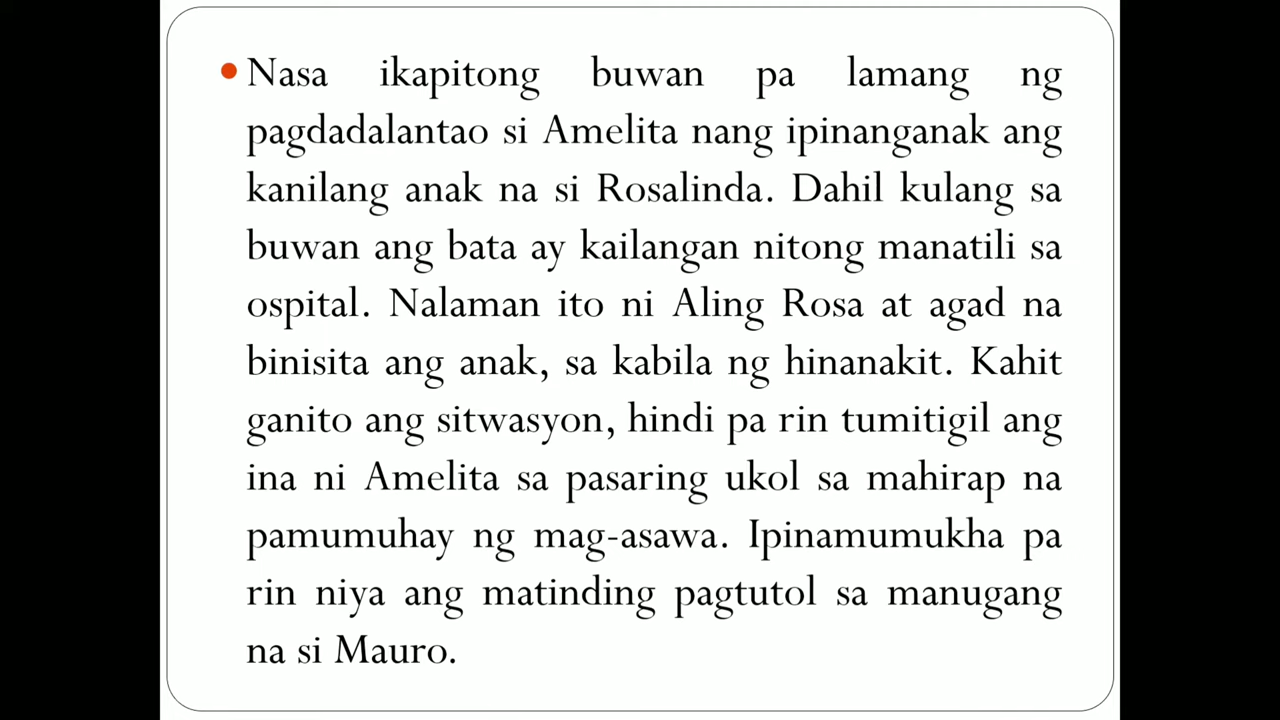 Nasa ikapitong buwan pa lamang ng
pagdadalantao si Amelita nang ipinanganak ang
kanilang anak na si Rosalinda. Dahil kulang sa
buwan ang bata ay kailangan nitong manatili sa
ospital. Nalaman ito ni Aling Rosa at agad na
binisita ang anak, sa kabila ng hinanakit. Kahit
ganito ang sitwasyon, hindi pa rin tumitigil ang
ina ni Amelita sa pasaring ukol sa mahirap na
pamumuhay ng mag-asawa. Ipinamumukha pa
rin niya ang matinding pagtutol sa manugang
na si Mauro.